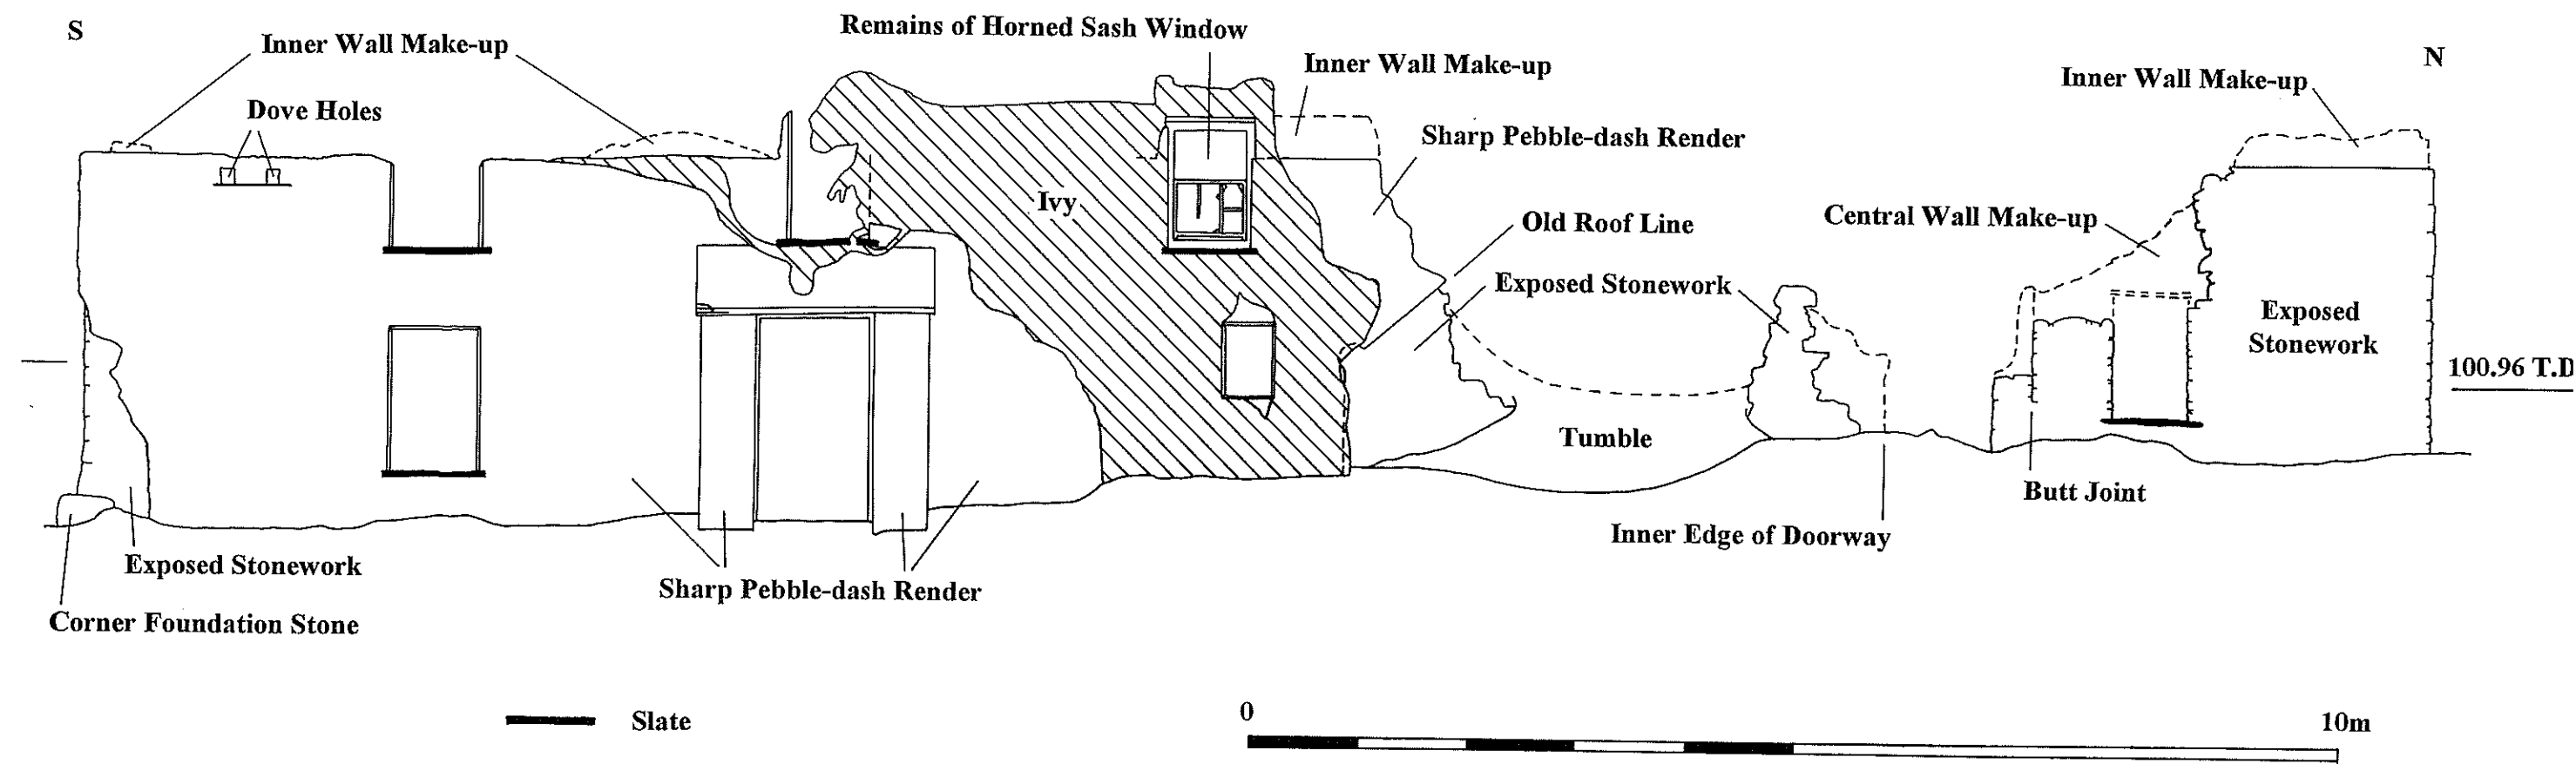 S
Remains of Horned Sash Window
Inner Wall Make-up
Inner Wall Make-up
N
Inner Wall Make-up
Dove Holes
Sharp Pebble-dash Render
Ivy
Old Roof Line
Central Wall Make-up
Exposed Stonework
Exposed
Stonework
100.96 T.D
Tumble
Butt Joint
Inner Edge of Doorway
Exposed Stonework
Sharp Pebble-dash Render
Corner Foundation Stone
Slate
0
10m